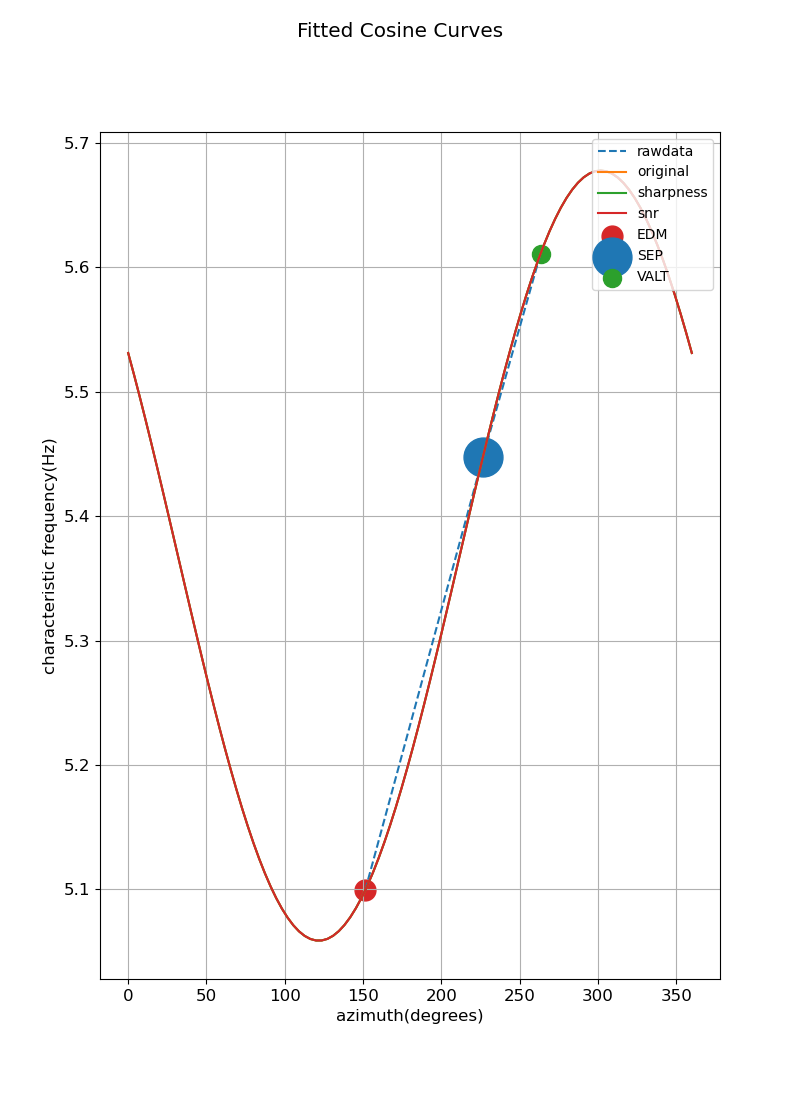 Fitted Cosine Curves
5.7
5.6
5.5
5.4
5.3
5.2
5.1
characteristic frequency(Hz)
rawdata
original
sharpness
snr
EDM
SEP
VALT
0 50 100 150 200 250 300 350
azimuth(degrees)